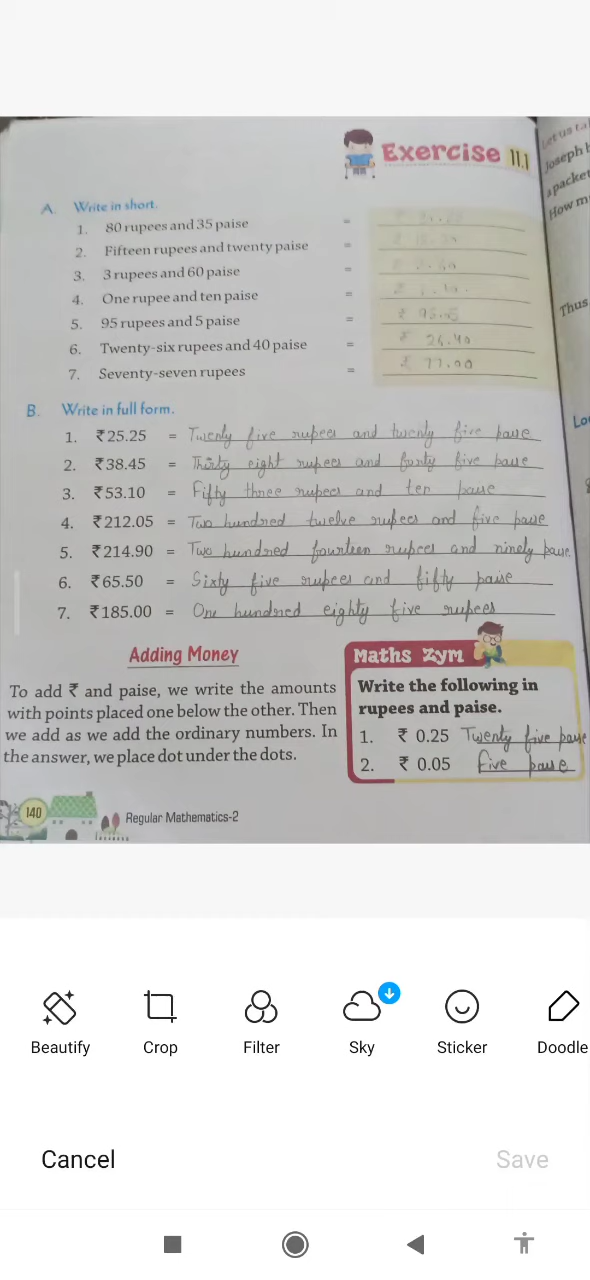 Let us ta
Joseph b
a packet
How m
Exercise 11.1
A. Write in short.
1. 80 rupees and 35 paise =
2. Fifteen rupees and twenty paise =
3. 3 rupees and 60 paise =
4. One rupee and ten paise =
5. 95 rupees and 5 paise = ₹ 95.05
6. Twenty-six rupees and 40 paise = ₹ 26.40
7. Seventy-seven rupees = ₹ 77.00
Thus
B. Write in full form.
1. ₹25.25 = Twenty five rupees and twenty five paise
2. ₹38.45 = Thirty eight rupees and forty five paise
3. ₹53.10 = Fifty three rupees and ten paise
4. ₹212.05 = Two hundred twelve rupees and five paise
5. ₹214.90 = Two hundred fourteen rupees and ninety paise
6. ₹65.50 = Sixty five rupees and fifty paise
7. ₹185.00 = One hundred eighty five rupees
Adding Money
To add ₹ and paise, we write the amounts
with points placed one below the other. Then
we add as we add the ordinary numbers. In
the answer, we place dot under the dots.
Maths Zym
Write the following in
rupees and paise.
1. ₹ 0.25 Twenty five paise
2. ₹ 0.05 five paise
140 Regular Mathematics-2
Beautify Crop Filter Sky Sticker Doodle
Cancel Save